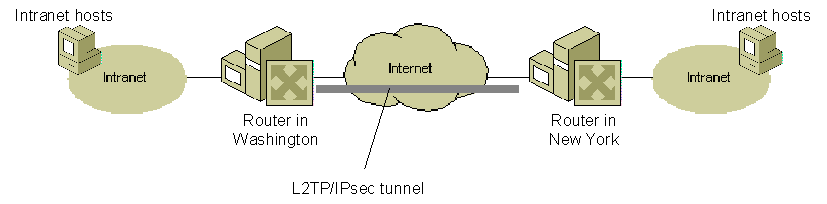 Intranet hosts
Intranet hosts
Intranet
Internet
Intranet
Router in
Washington
Router in
New York
L2TP/IPsec tunnel